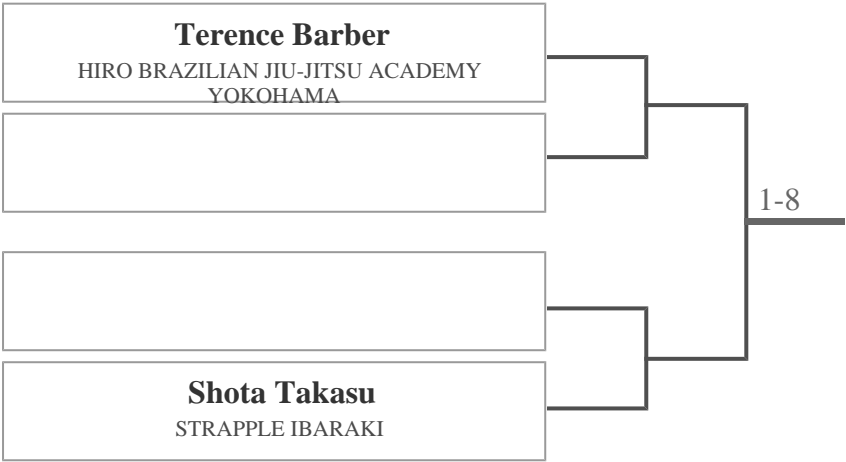 Terence Barber
HIRO BRAZILIAN JIU-JITSU ACADEMY
YOKOHAMA
1-8
Shota Takasu
STRAPPLE IBARAKI